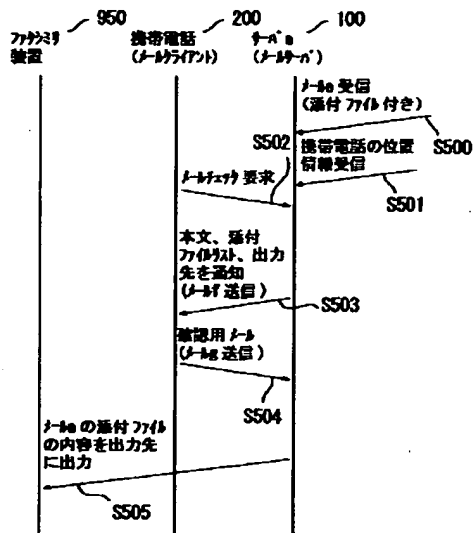 950
200
100
ファクシミリ
装置
携帯電話
(メールクライアント)
サーバa
(メールサーバ)
メールe 受信
(添付 ファイル 付き)
S500
S502
携帯電話の位置
情報受信
S501
メールチェック 要求
本文、添付
ファイルリスト、出力
先を通知
(メールf 送信)
S503
確認用 メール
(メールg 送信)
S504
メールe の添付 ファイル
の内容を出力先
に出力
S505